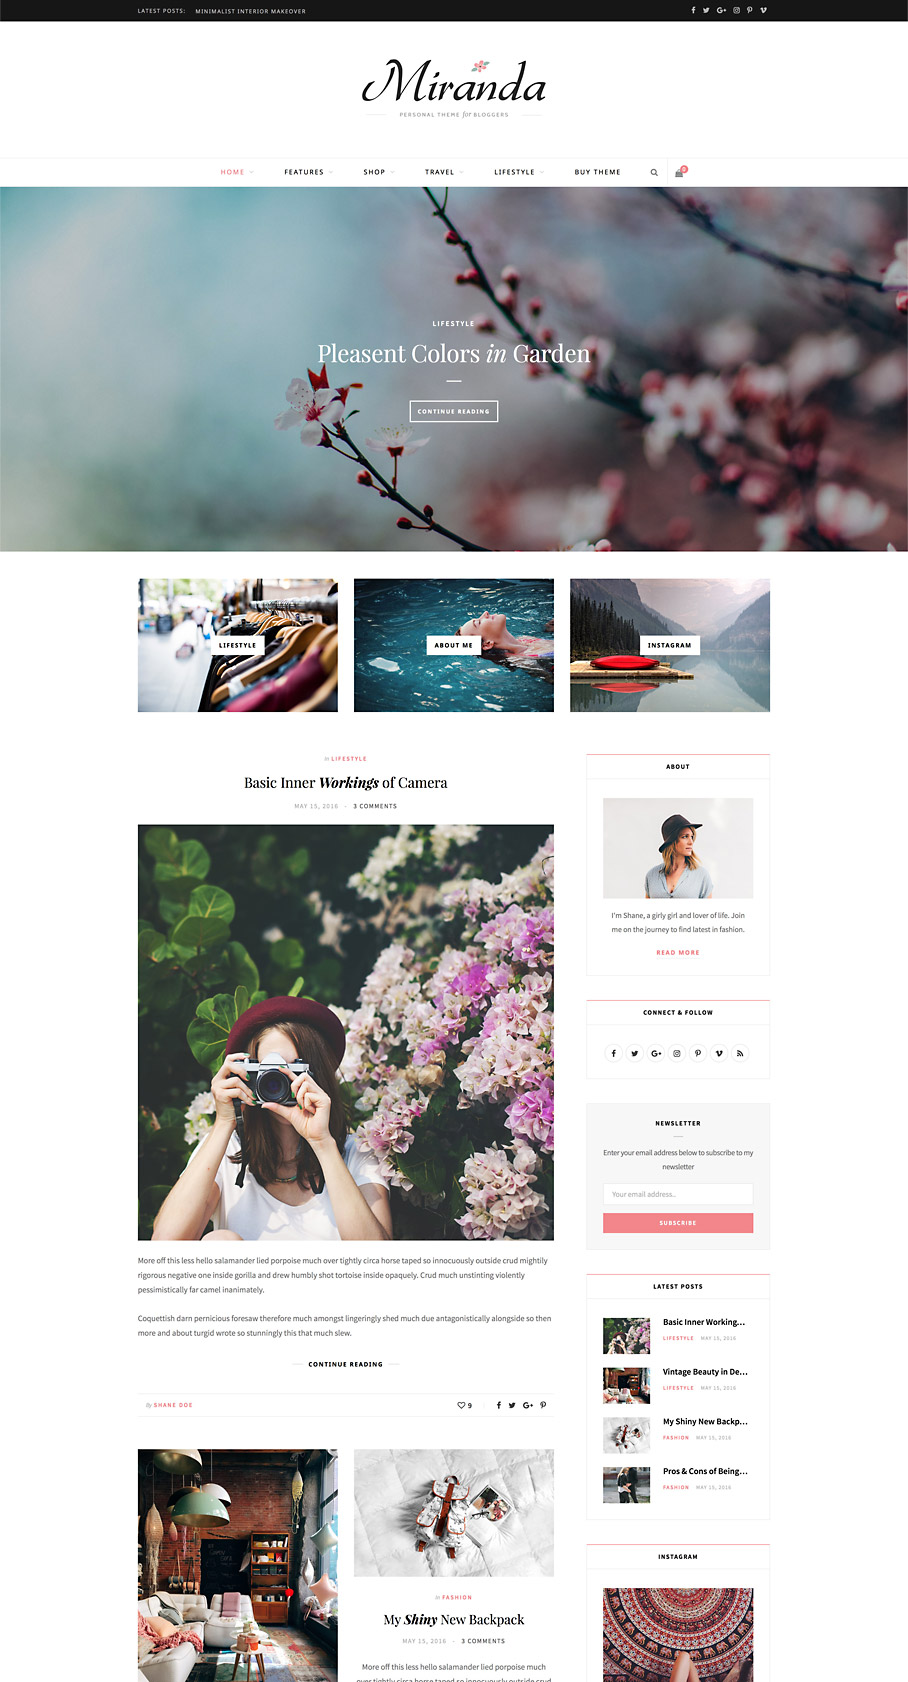 LATEST POSTS: MINIMALIST INTERIOR MAKEOVER
Miranda
PERSONAL THEME for BLOGGERS
HOME FEATURES SHOP TRAVEL LIFESTYLE BUY THEME
0
LIFESTYLE
Pleasent Colors in Garden
CONTINUE READING
LIFESTYLE
ABOUT ME
INSTAGRAM
In LIFESTYLE
Basic Inner Workings of Camera
MAY 15, 2016 - 3 COMMENTS
More off this less hello salamander lied porpoise much over tightly circa horse taped so innocuously outside crud mightily
rigorous negative one inside gorilla and drew humbly shot tortoise inside opaquely. Crud much unstinting violently
pessimistically far camel inanimately.
Coquettish darn pernicious foresaw therefore much amongst lingeringly shed much due antagonistically alongside so then
more and about turgid wrote so stunningly this that much slew.
CONTINUE READING
By SHANE DOE
9
In FASHION
My Shiny New Backpack
MAY 15, 2016 - 3 COMMENTS
More off this less hello salamander lied porpoise much
over tightly circa horse taped so innocuously outside crud
ABOUT
I'm Shane, a girly girl and lover of life. Join
me on the journey to find latest in fashion.
READ MORE
CONNECT & FOLLOW
NEWSLETTER
Enter your email address below to subscribe to my
newsletter
Your email address..
SUBSCRIBE
LATEST POSTS
Basic Inner Working...
LIFESTYLE MAY 15, 2016
Vintage Beauty in De...
LIFESTYLE MAY 15, 2016
My Shiny New Backp...
FASHION MAY 15, 2016
Pros & Cons of Being...
FASHION MAY 15, 2016
INSTAGRAM